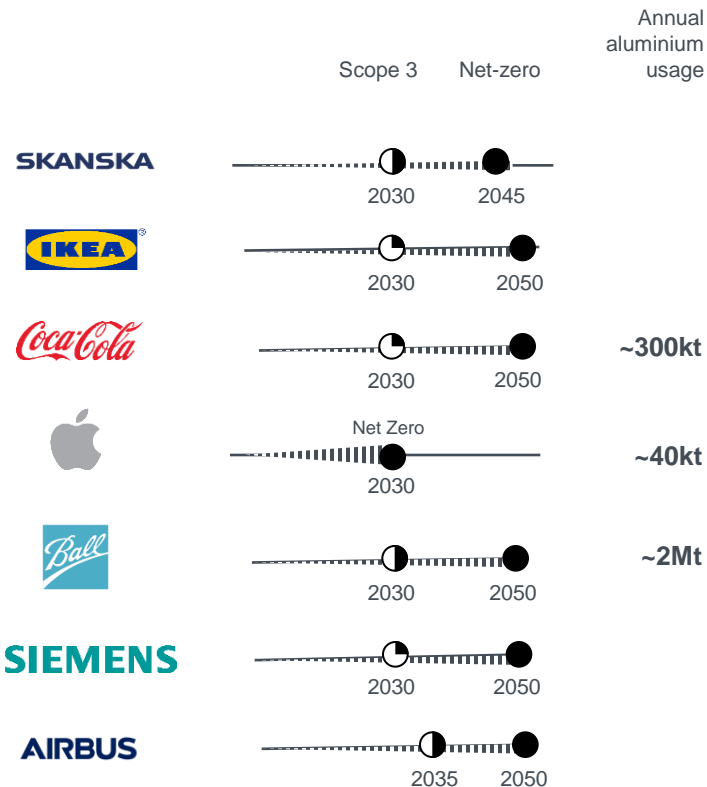 Annual
aluminium
Scope 3 Net-zero usage
SKANSKA
2030 2045
IKEA®
2030 2050
Coca-Cola
~300kt
2030 2050
Net Zero
~40kt
2030
Ball
~2Mt
2030 2050
SIEMENS
2030 2050
AIRBUS
2035 2050